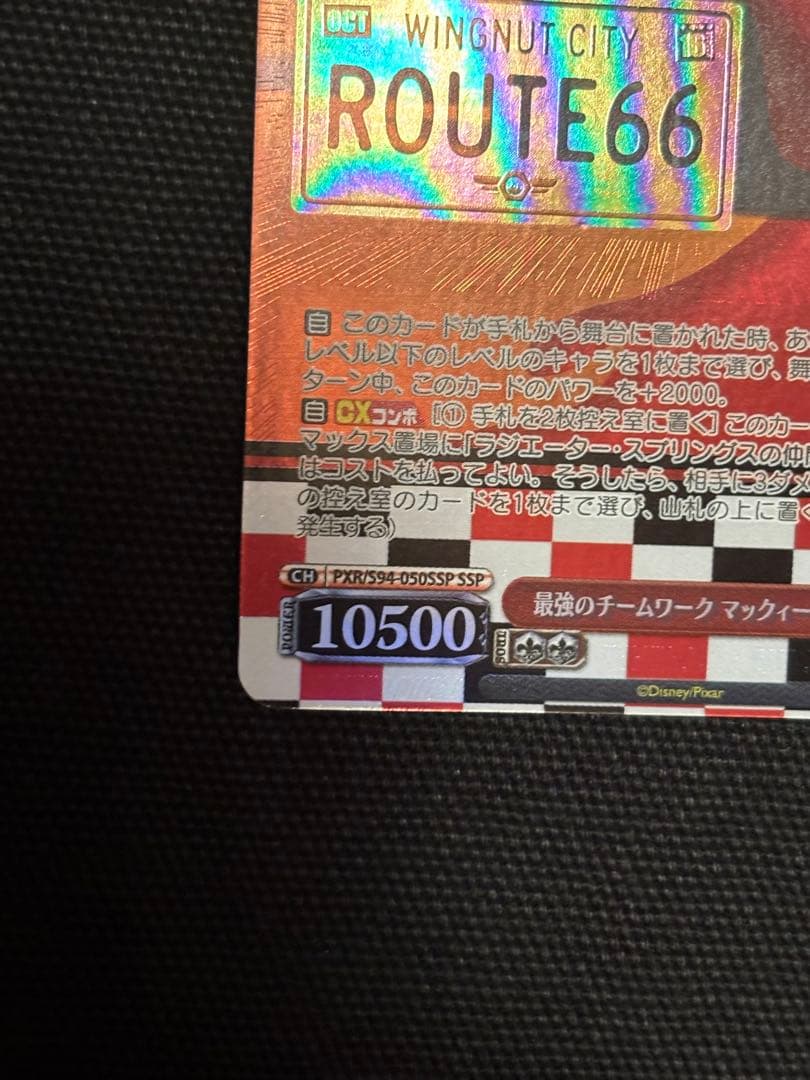 OCT WINGNUT CITY
ROUTE66
自 このカードが手札から舞台に置かれた時、あ
レベル以下のレベルのキャラを1枚まで選び、舞
ターン中、このカードのパワーを+2000。
自 CXコンボ [① 手札を2枚控え室に置く] このカー
マックス置場に「ラジエーター・スプリングスの仲間
はコストを払ってよい。そうしたら、相手に3ダメ
の控え室のカードを1枚まで選び、山札の上に置く
発生する)
CH PXR/S94-050SSP SSP
POWER 10500
最強のチームワーク マックィー
SOUL
©Disney/Pixar